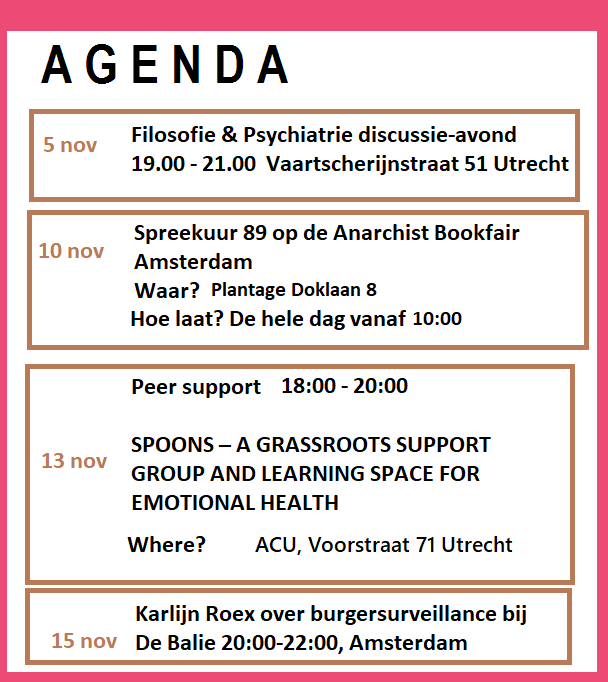 AGENDA
5 nov
Filosofie & Psychiatrie discussie-avond
19.00 - 21.00 Vaartscherijnstraat 51 Utrecht
10 nov
Spreekuur 89 op de Anarchist Bookfair
Amsterdam
Waar? Plantage Doklaan 8
Hoe laat? De hele dag vanaf 10:00
13 nov
Peer support 18:00 - 20:00
SPOONS – A GRASSROOTS SUPPORT
GROUP AND LEARNING SPACE FOR
EMOTIONAL HEALTH
Where? ACU, Voorstraat 71 Utrecht
15 nov
Karlijn Roex over burgersurveillance bij
De Balie 20:00-22:00, Amsterdam